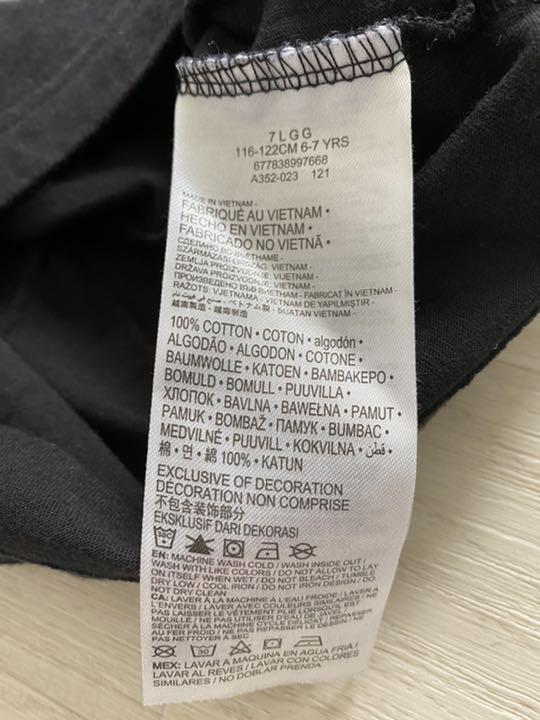 7 L G G
116-122CM 6-7 YRS
677838997668
A352-023 121
MADE IN VIETNAM •
FABRIQUÉ AU VIETNAM •
HECHO EN VIETNAM •
FABRICADO NO VIETNÃ •
SZÁRMAZÁSI ORSZÁG: VIETNAM •
ZEMLJA PROIZVODNJE: VIETNAM •
DRŽAVA PROIZVODNJE: VIETNAM •
FABRICAT ÎN VIETNAM •
RAŽOTS: VJETNAMA • VIETNAM DE YAPILMIŞTIR •
ベトナム製 • BUATAN VIETNAM •
越南製造 • 越南制造
100% COTTON • COTON • algodón •
ALGODÃO • ALGODON • COTONE •
BAUMWOLLE • KATOEN • ΒΑΜΒΑΚΕΡΟ •
BOMULD • BOMULL • PUUVILLA •
ХЛОПОК • BAVLNA • BAWEŁNA • PAMUT •
PAMUK • BOMBAŽ • ПАМУК • BUMBAC •
MEDVILNĖ • PUUVILL • KOKVILNA • قطن •
棉 • 면 • 綿 100% • KATUN
EXCLUSIVE OF DECORATION
DÉCORATION NON COMPRISE
不包含装饰部分
EKSKLUSIF DARI DEKORASI
EN: MACHINE WASH COLD / WASH INSIDE OUT /
WASH WITH LIKE COLORS / DO NOT ALLOW TO LAY
ON ITSELF WHEN WET / DO NOT BLEACH / TUMBLE
DRY LOW / COOL IRON / DO NOT IRON DESIGN / DO
NOT DRY CLEAN
CA: LAVER À LA MACHINE À L'EAU FROIDE / LAVER À
L'ENVERS / LAVER AVEC COULEURS SIMILAIRES / NE
PAS LAISSER LE VÊTEMENT PLIÉ LORSQU'IL EST
MOUILLÉ / NE PAS UTILISER D'EAU DE JAVEL /
SÉCHER À LA MACHINE CYCLE DÉLICAT / REPASSER
AU FER FROID / NE PAS REPASSER LE DESSIN / NE
PAS NETTOYER À SEC
30
MEX: LAVAR A MAQUINA EN AGUA FRIA /
LAVAR AL REVES / LAVAR CON COLORES
SIMILARES / NO DOBLAR PRENDA